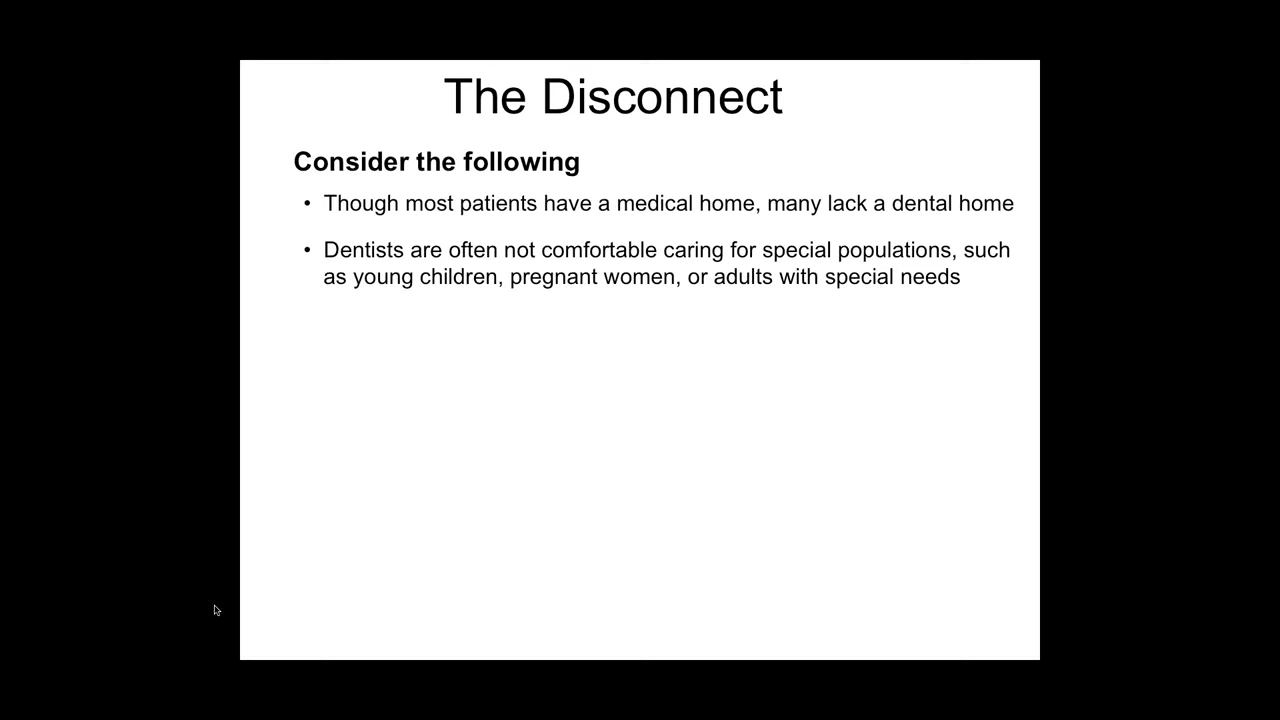 The Disconnect
Consider the following
• Though most patients have a medical home, many lack a dental home
• Dentists are often not comfortable caring for special populations, such
as young children, pregnant women, or adults with special needs